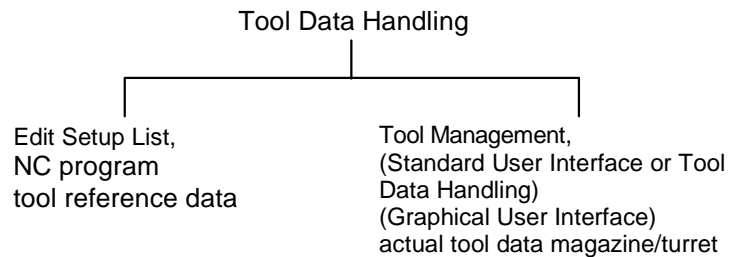 Tool Data Handling
Edit Setup List,
NC program
tool reference data
Tool Management,
(Standard User Interface or Tool
Data Handling)
(Graphical User Interface)
actual tool data magazine/turret